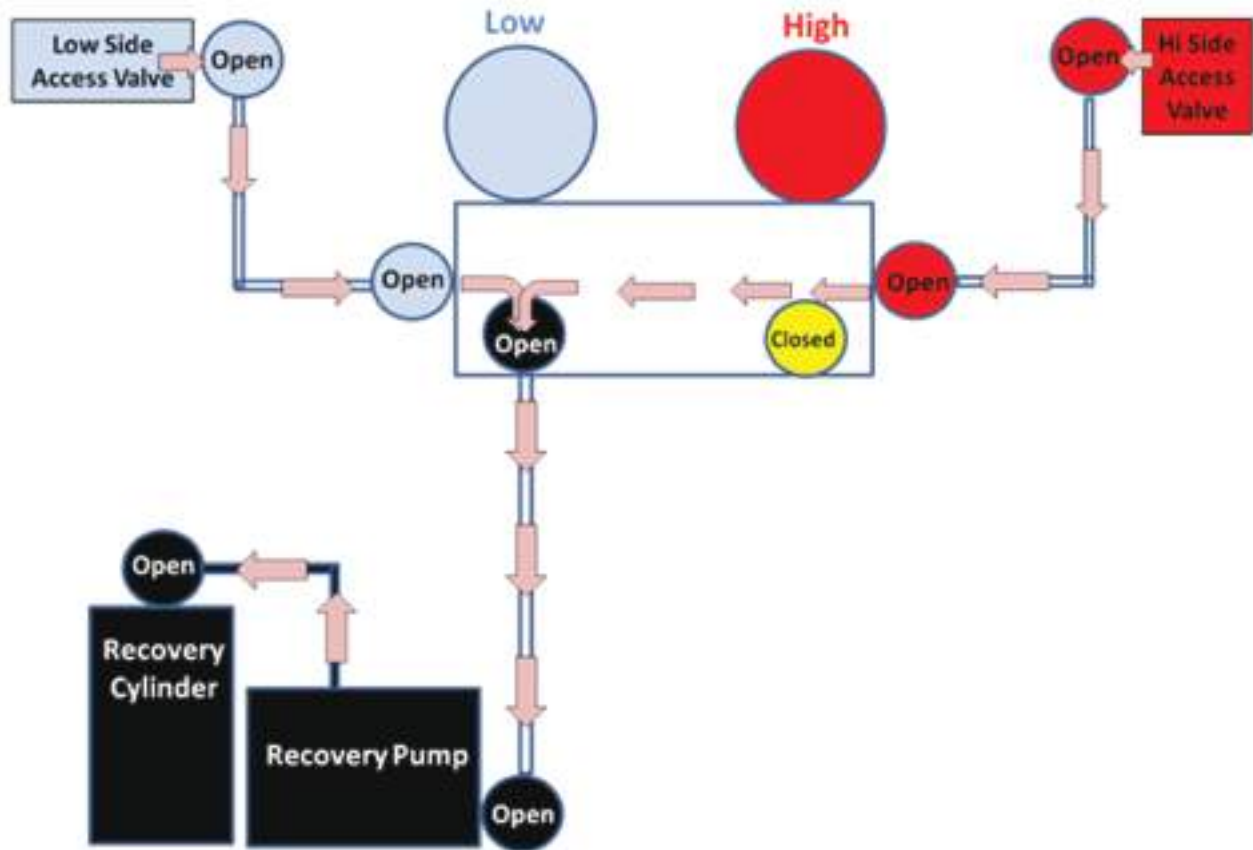 Low High
Low Side
Access Valve
Open
Open
Hi Side
Access
Valve
Open
Open
Open
Closed
Open
Recovery
Cylinder
Recovery Pump
Open